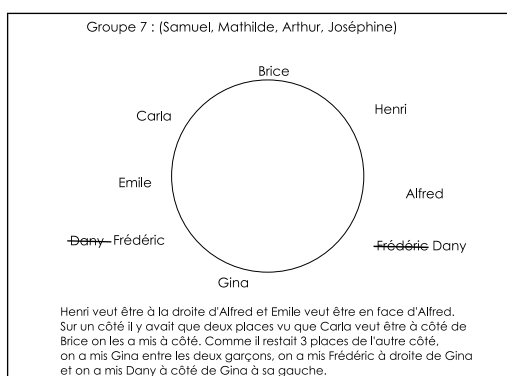 Groupe 7 : (Samuel, Mathilde, Arthur, Joséphine)
Brice
Carla
Henri
Emile
Alfred
Dany Frédéric
Frédéric Dany
Gina
Henri veut être à la droite d'Alfred et Emile veut être en face d'Alfred.
Sur un côté il y avait que deux places vu que Carla veut être à côté de
Brice on les a mis à côté. Comme il restait 3 places de l'autre côté,
on a mis Gina entre les deux garçons, on a mis Frédéric à droite de Gina
et on a mis Dany à côté de Gina à sa gauche.